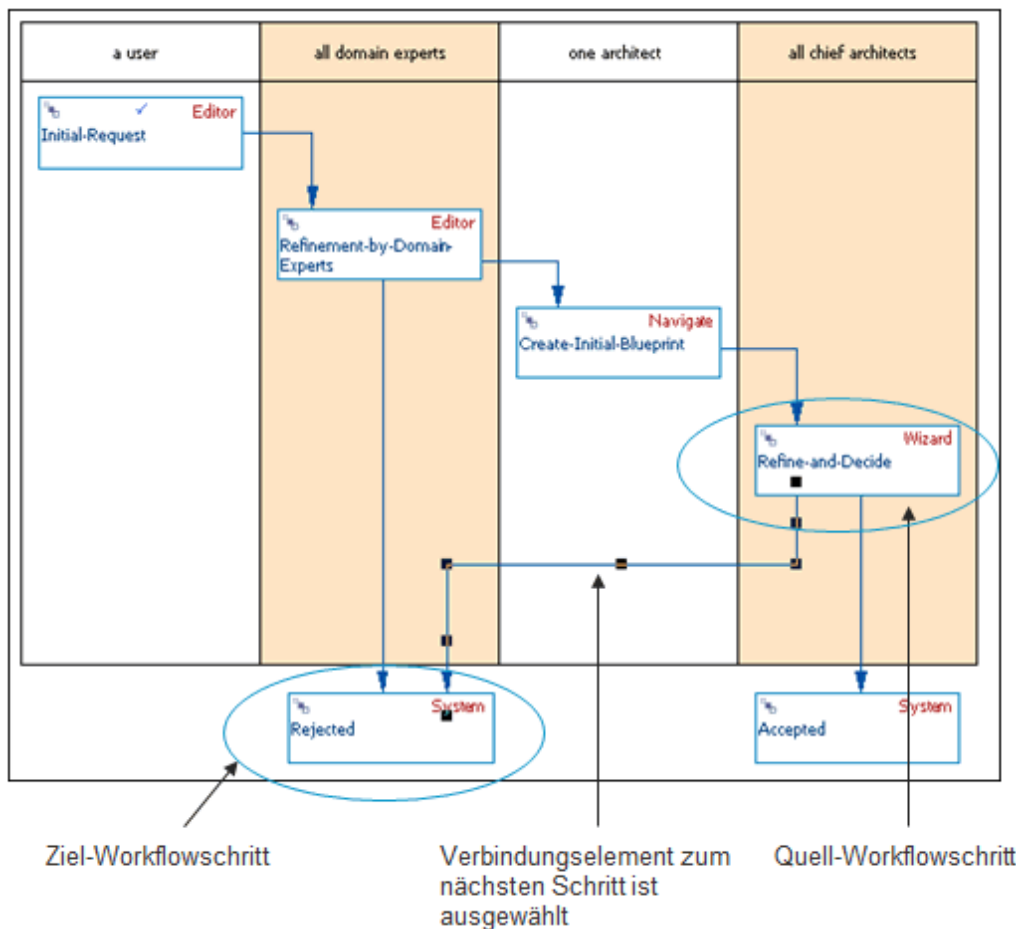 a user
all domain experts
one architect
all chief architects
Editor
Initial-Request
Editor
Refinement-by-Domain-
Experts
Navigate
Create-Initial-Blueprint
Wizard
Refine-and-Decide
System
Rejected
System
Accepted
Ziel-Workflowschritt
Verbindungselement zum
nächsten Schritt ist
ausgewählt
Quell-Workflowschritt